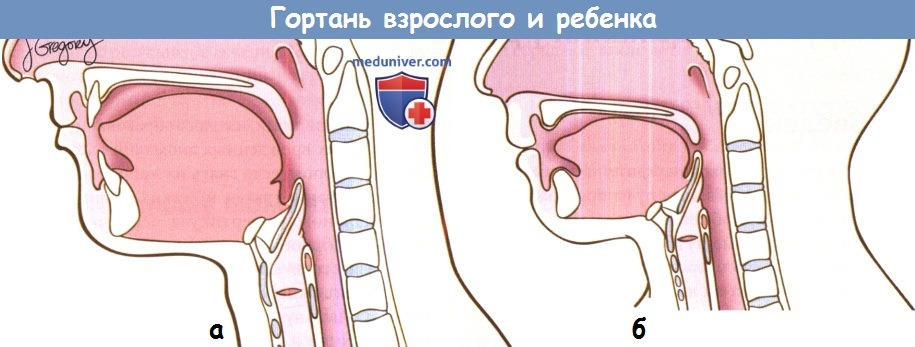 Гортань взрослого и ребенка
J Gregory
meduniver.com
а
б